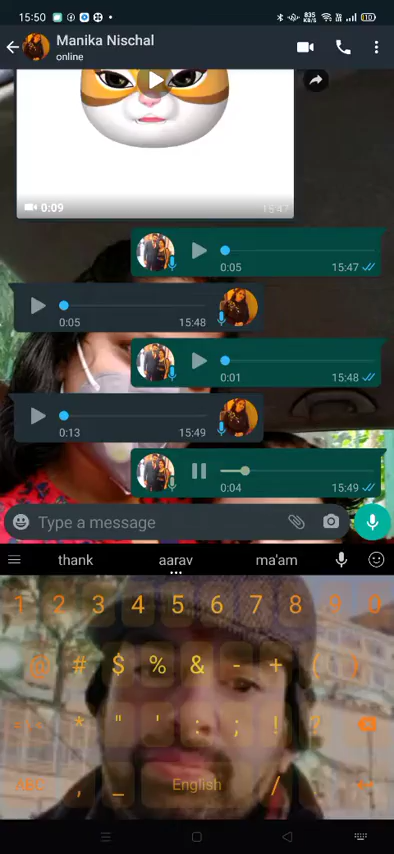 15:50
835 KB/S
Manika Nischal
online
0:09 15:47
0:05 15:47
0:05 15:48
0:01 15:48
0:13 15:49
0:04 15:49
Type a message
thank aarav ma'am
1 2 3 4 5 6 7 8 9 0
@ # $ % & - + ( )
* " ' : ; ! ?
ABC , _ English / .